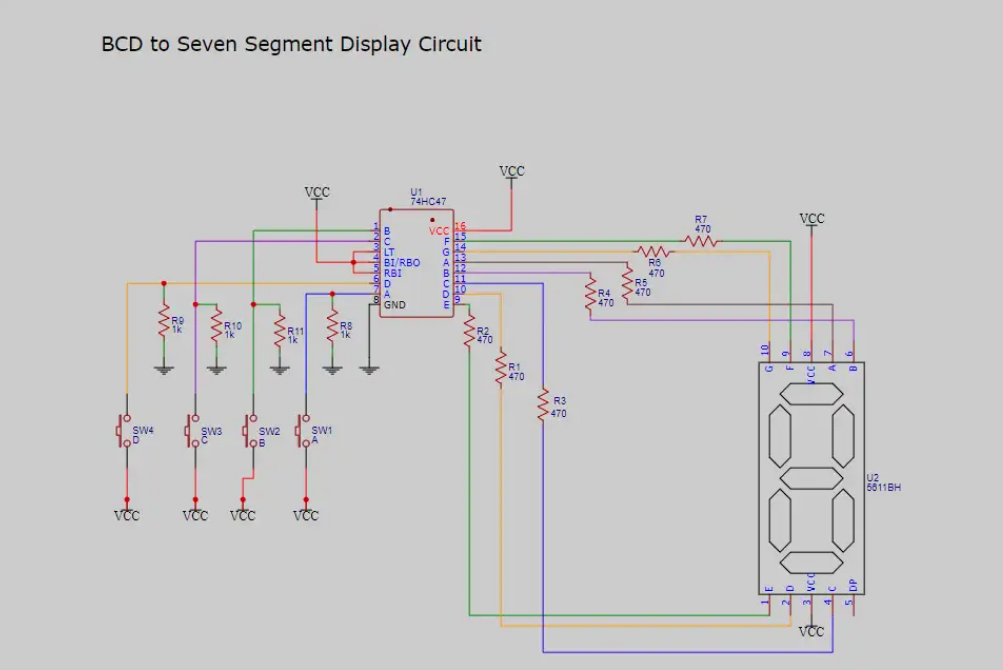 BCD to Seven Segment Display Circuit
VCC
VCC
U1
74HC47
1 B
2 C
3 LT
4 BI/RBO
5 RBI
6 D
7 A
8 GND
VCC 16
F 15
G 14
A 13
B 12
C 11
D 10
E 9
R7
470
R6
470
R5
470
R4
470
VCC
R9
1k
R10
1k
R11
1k
R8
1k
R2
470
R1
470
R3
470
10 9 8 7 6
G F VCC A B
SW4
D
SW3
C
SW2
B
SW1
A
VCC VCC VCC VCC
U2
5611BH
E D VCC C DP
1 2 3 4 5
VCC